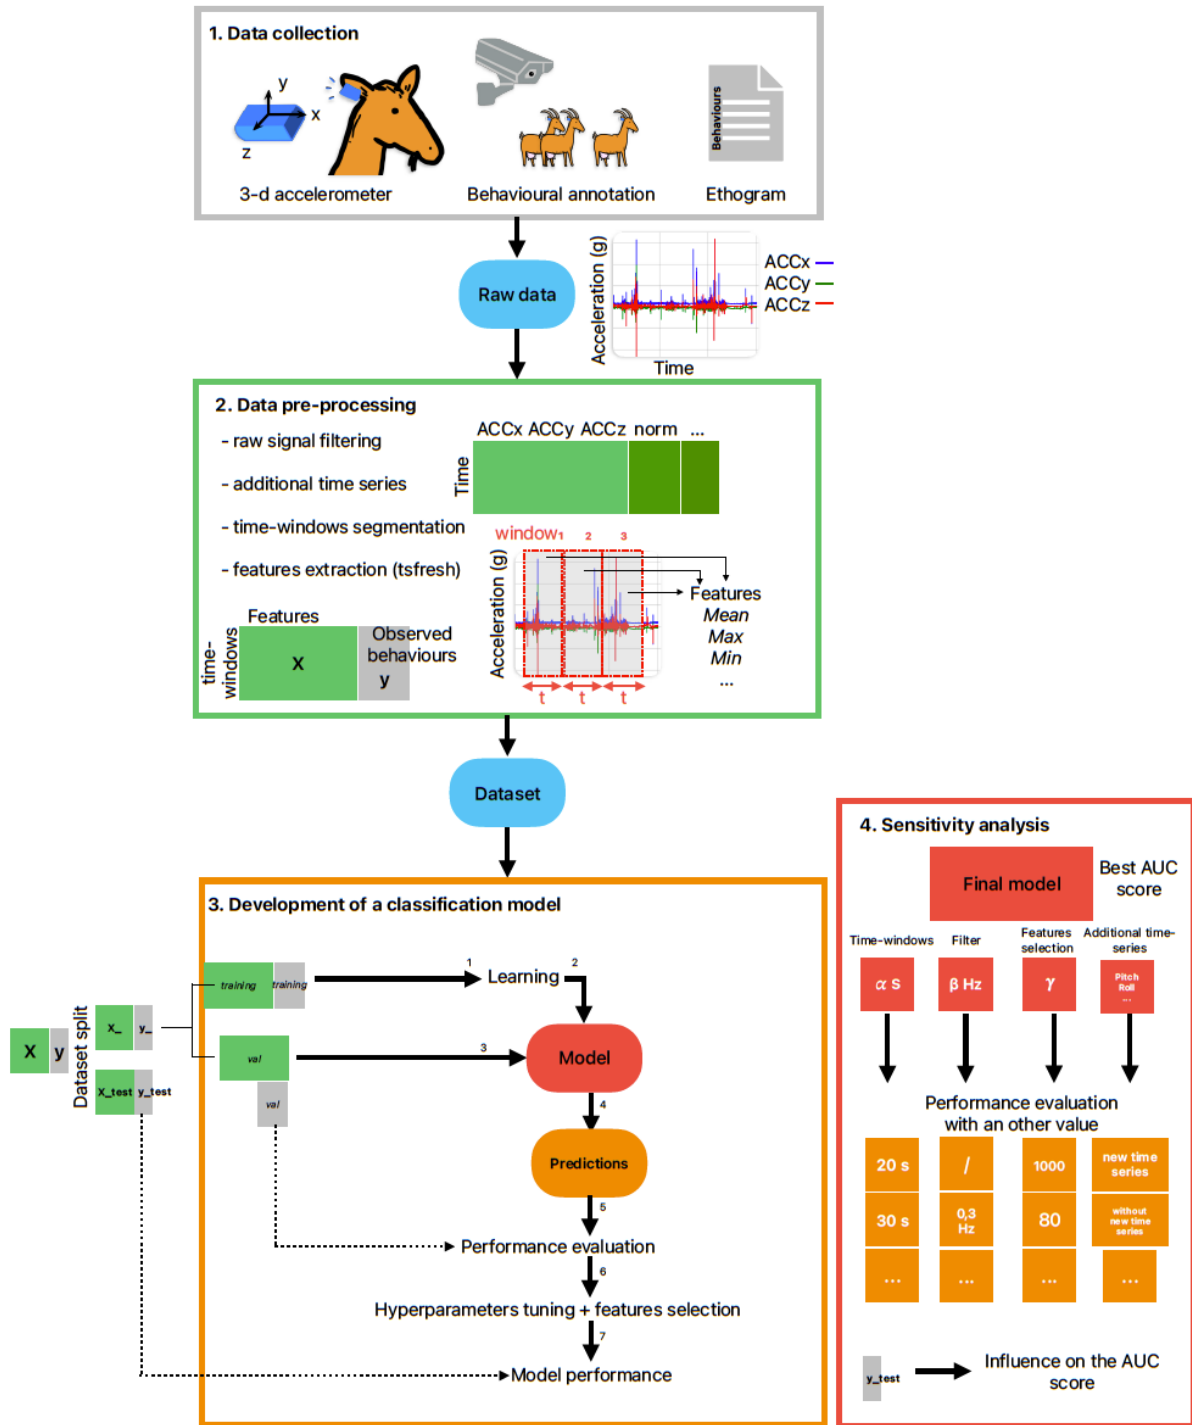 1. Data collection
y
x
z
Behaviours
3-d accelerometer
Behavioural annotation
Ethogram
Raw data
Acceleration (g)
ACCx
ACCy
ACCz
Time
2. Data pre-processing
- raw signal filtering
- additional time series
- time-windows segmentation
- features extraction (tsfresh)
ACCx ACCy ACCz norm ...
Time
window1 2 3
Acceleration (g)
Features
Mean
Max
Min
...
t t t
Features
time-
windows
X
Observed
behaviours
y
Dataset
3. Development of a classification model
X y
Dataset split
X_ y_
X_test y_test
training training
val
val
1
Learning
2
3
Model
4
Predictions
5
Performance evaluation
6
Hyperparameters tuning + features selection
7
Model performance
4. Sensitivity analysis
Final model
Best AUC
score
Time-windows
Filter
Features
selection
Additional time-
series
α S
β Hz
γ
Pitch
Roll
...
Performance evaluation
with an other value
20 s
/
1000
new time
series
30 s
0,3
Hz
80
without
new time
series
...
...
...
...
y_test
Influence on the AUC
score